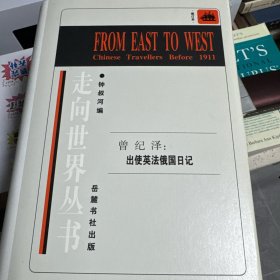 FROM EAST TO WEST
Chinese Travellers Before 1911
走向世界丛书
●钟叔河编
曾纪泽：
出使英法俄国日记
岳麓书社出版